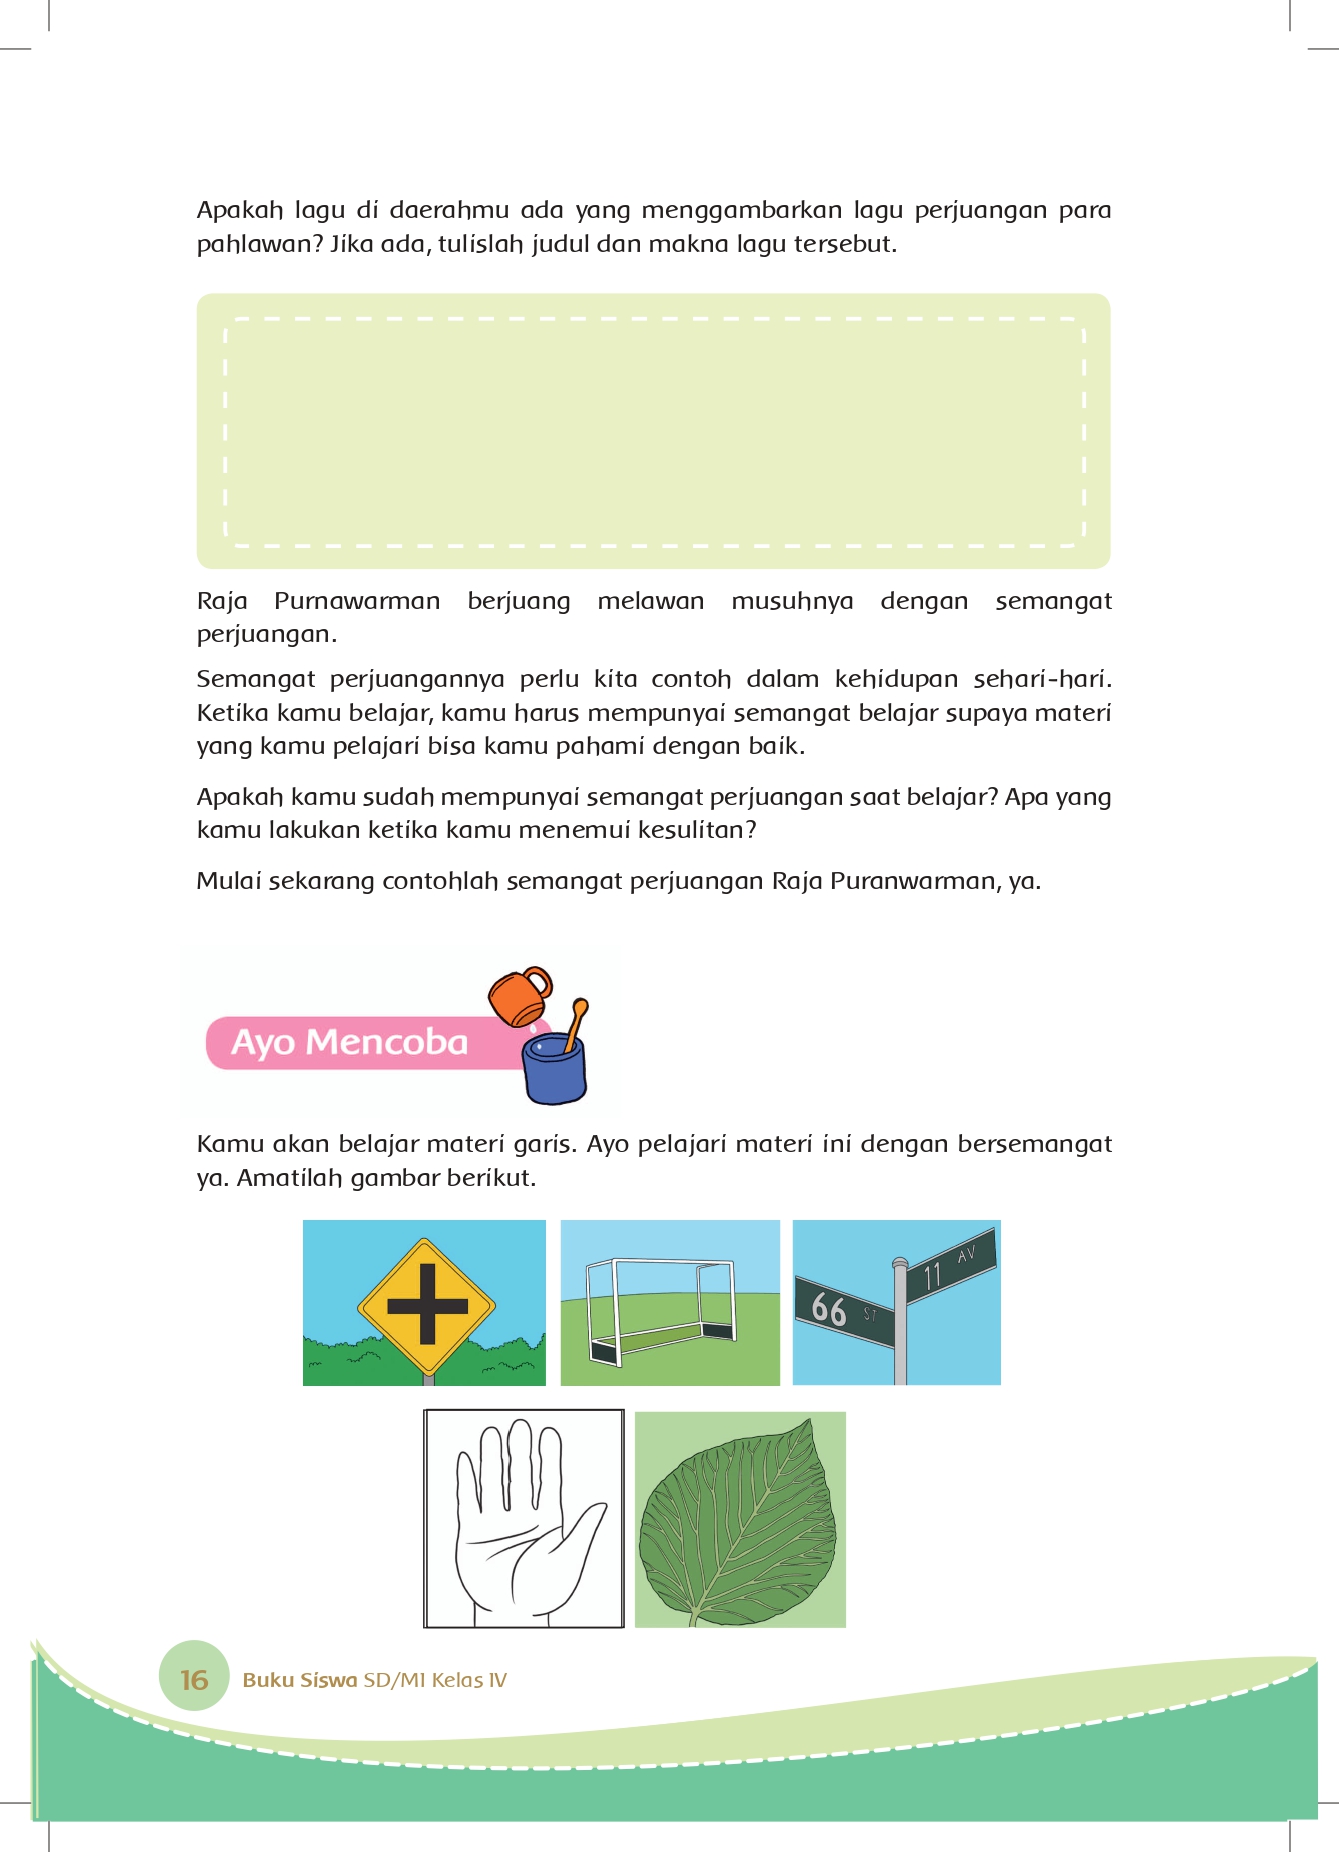 Apakah lagu di daerahmu ada yang menggambarkan lagu perjuangan para
pahlawan? Jika ada, tulislah judul dan makna lagu tersebut.
Raja Purnawarman berjuang melawan musuhnya dengan semangat
perjuangan.
Semangat perjuangannya perlu kita contoh dalam kehidupan sehari-hari.
Ketika kamu belajar, kamu harus mempunyai semangat belajar supaya materi
yang kamu pelajari bisa kamu pahami dengan baik.
Apakah kamu sudah mempunyai semangat perjuangan saat belajar? Apa yang
kamu lakukan ketika kamu menemui kesulitan?
Mulai sekarang contohlah semangat perjuangan Raja Puranwarman, ya.
Ayo Mencoba
Kamu akan belajar materi garis. Ayo pelajari materi ini dengan bersemangat
ya. Amatilah gambar berikut.
66 ST
11 AV
16 Buku Siswa SD/MI Kelas IV